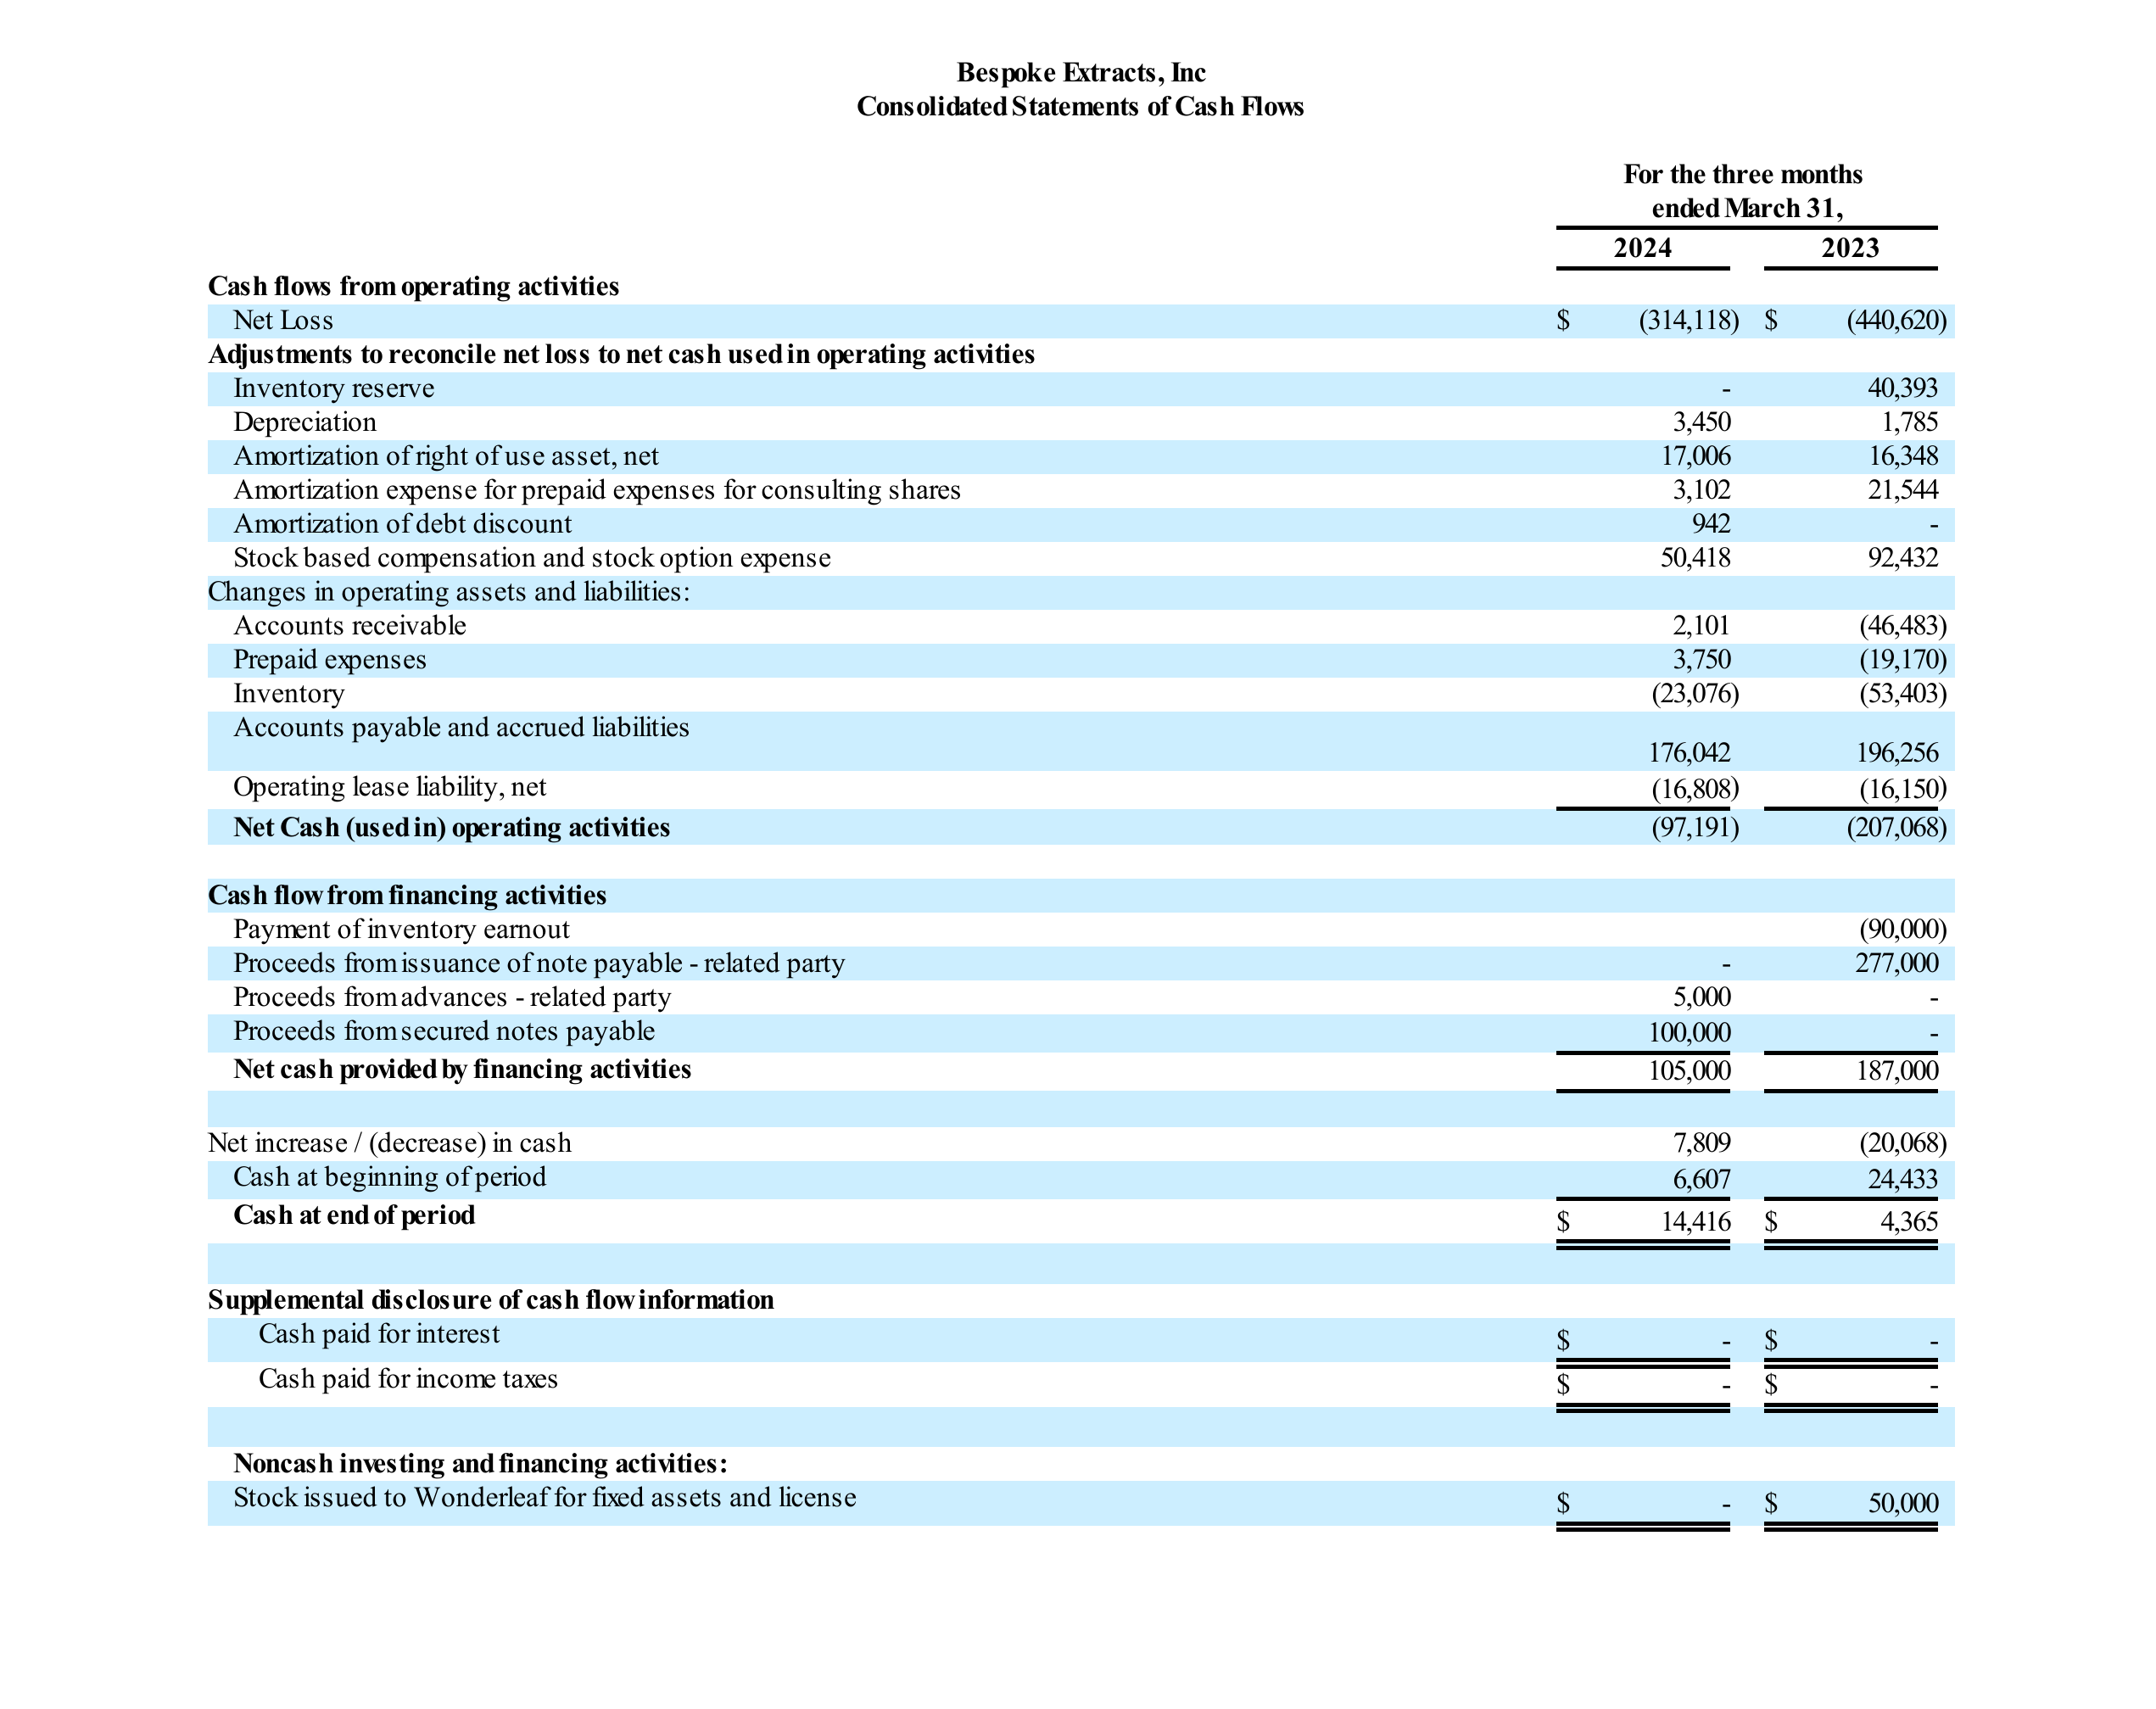 Bespoke Extracts, Inc
Consolidated Statements of Cash Flows
For the three months
ended March 31,
2024 2023
Cash flows from operating activities
Net Loss $ (314,118) $ (440,620)
Adjustments to reconcile net loss to net cash used in operating activities
Inventory reserve - 40,393
Depreciation 3,450 1,785
Amortization of right of use asset, net 17,006 16,348
Amortization expense for prepaid expenses for consulting shares 3,102 21,544
Amortization of debt discount 942 -
Stock based compensation and stock option expense 50,418 92,432
Changes in operating assets and liabilities:
Accounts receivable 2,101 (46,483)
Prepaid expenses 3,750 (19,170)
Inventory (23,076) (53,403)
Accounts payable and accrued liabilities 176,042 196,256
Operating lease liability, net (16,808) (16,150)
Net Cash (used in) operating activities (97,191) (207,068)
Cash flow from financing activities
Payment of inventory earnout (90,000)
Proceeds from issuance of note payable - related party - 277,000
Proceeds from advances - related party 5,000 -
Proceeds from secured notes payable 100,000 -
Net cash provided by financing activities 105,000 187,000
Net increase / (decrease) in cash 7,809 (20,068)
Cash at beginning of period 6,607 24,433
Cash at end of period $ 14,416 $ 4,365
Supplemental disclosure of cash flow information
Cash paid for interest $ - $ -
Cash paid for income taxes $ - $ -
Noncash investing and financing activities:
Stock issued to Wonderleaf for fixed assets and license $ - $ 50,000